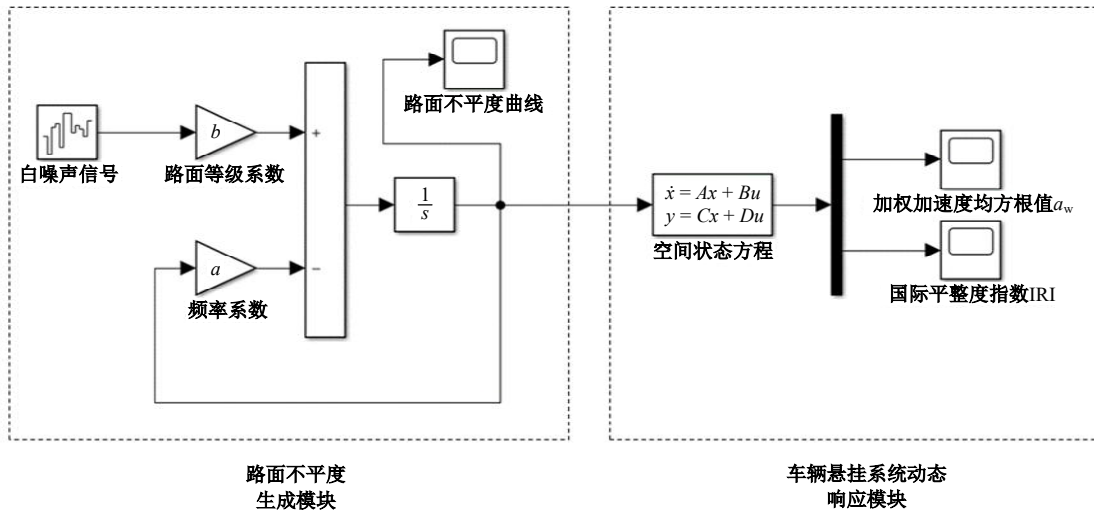 路面不平度曲线
白噪声信号
b
路面等级系数
+
1
s
a
频率系数
−
ẋ = Ax + Bu
y = Cx + Du
空间状态方程
加权加速度均方根值aw
国际平整度指数IRI
路面不平度
生成模块
车辆悬挂系统动态
响应模块